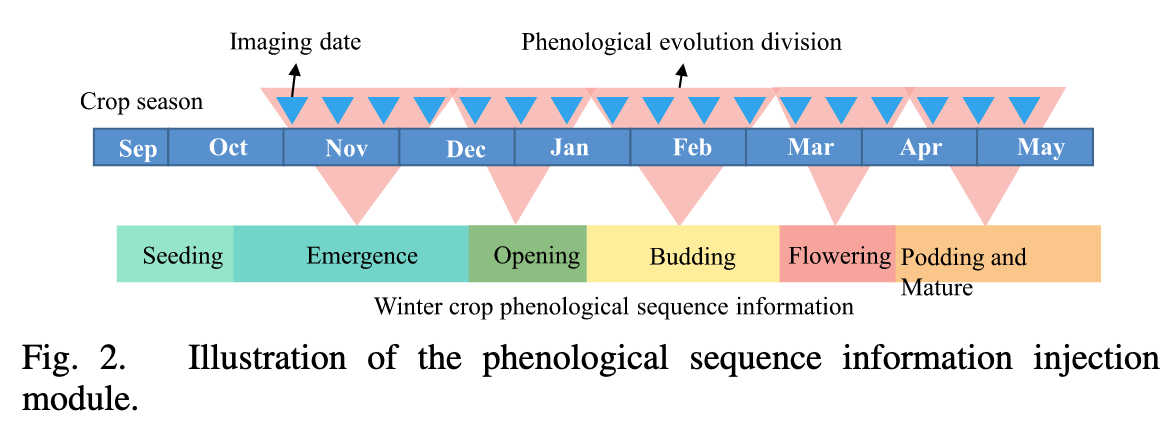 Imaging date
Phenological evolution division
Crop season
Sep Oct Nov Dec Jan Feb Mar Apr May
Seeding Emergence Opening Budding Flowering Podding and
Mature
Winter crop phenological sequence information
Fig. 2. Illustration of the phenological sequence information injection
module.